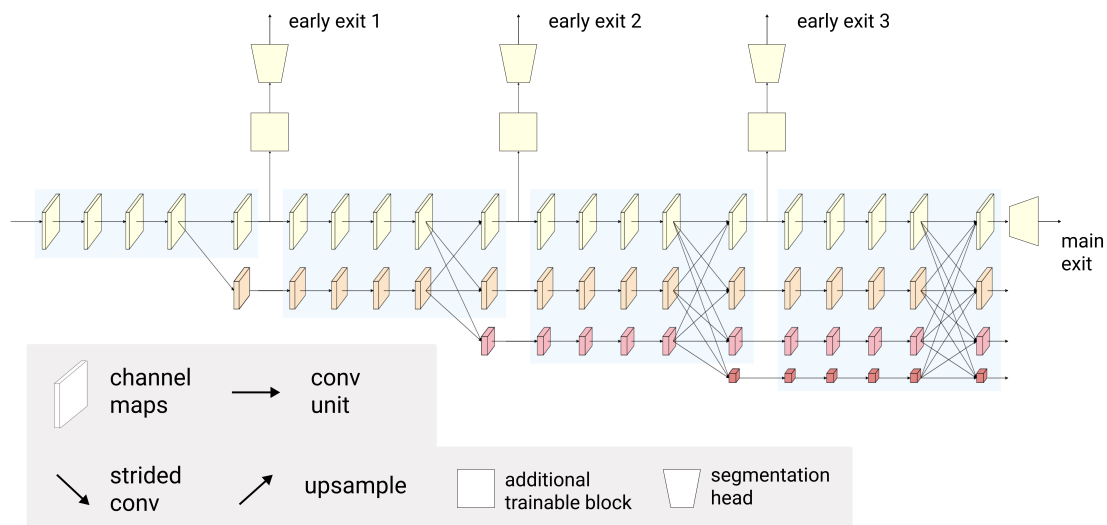 early exit 1
early exit 2
early exit 3
main
exit
channel
maps
conv
unit
strided
conv
upsample
additional
trainable block
segmentation
head